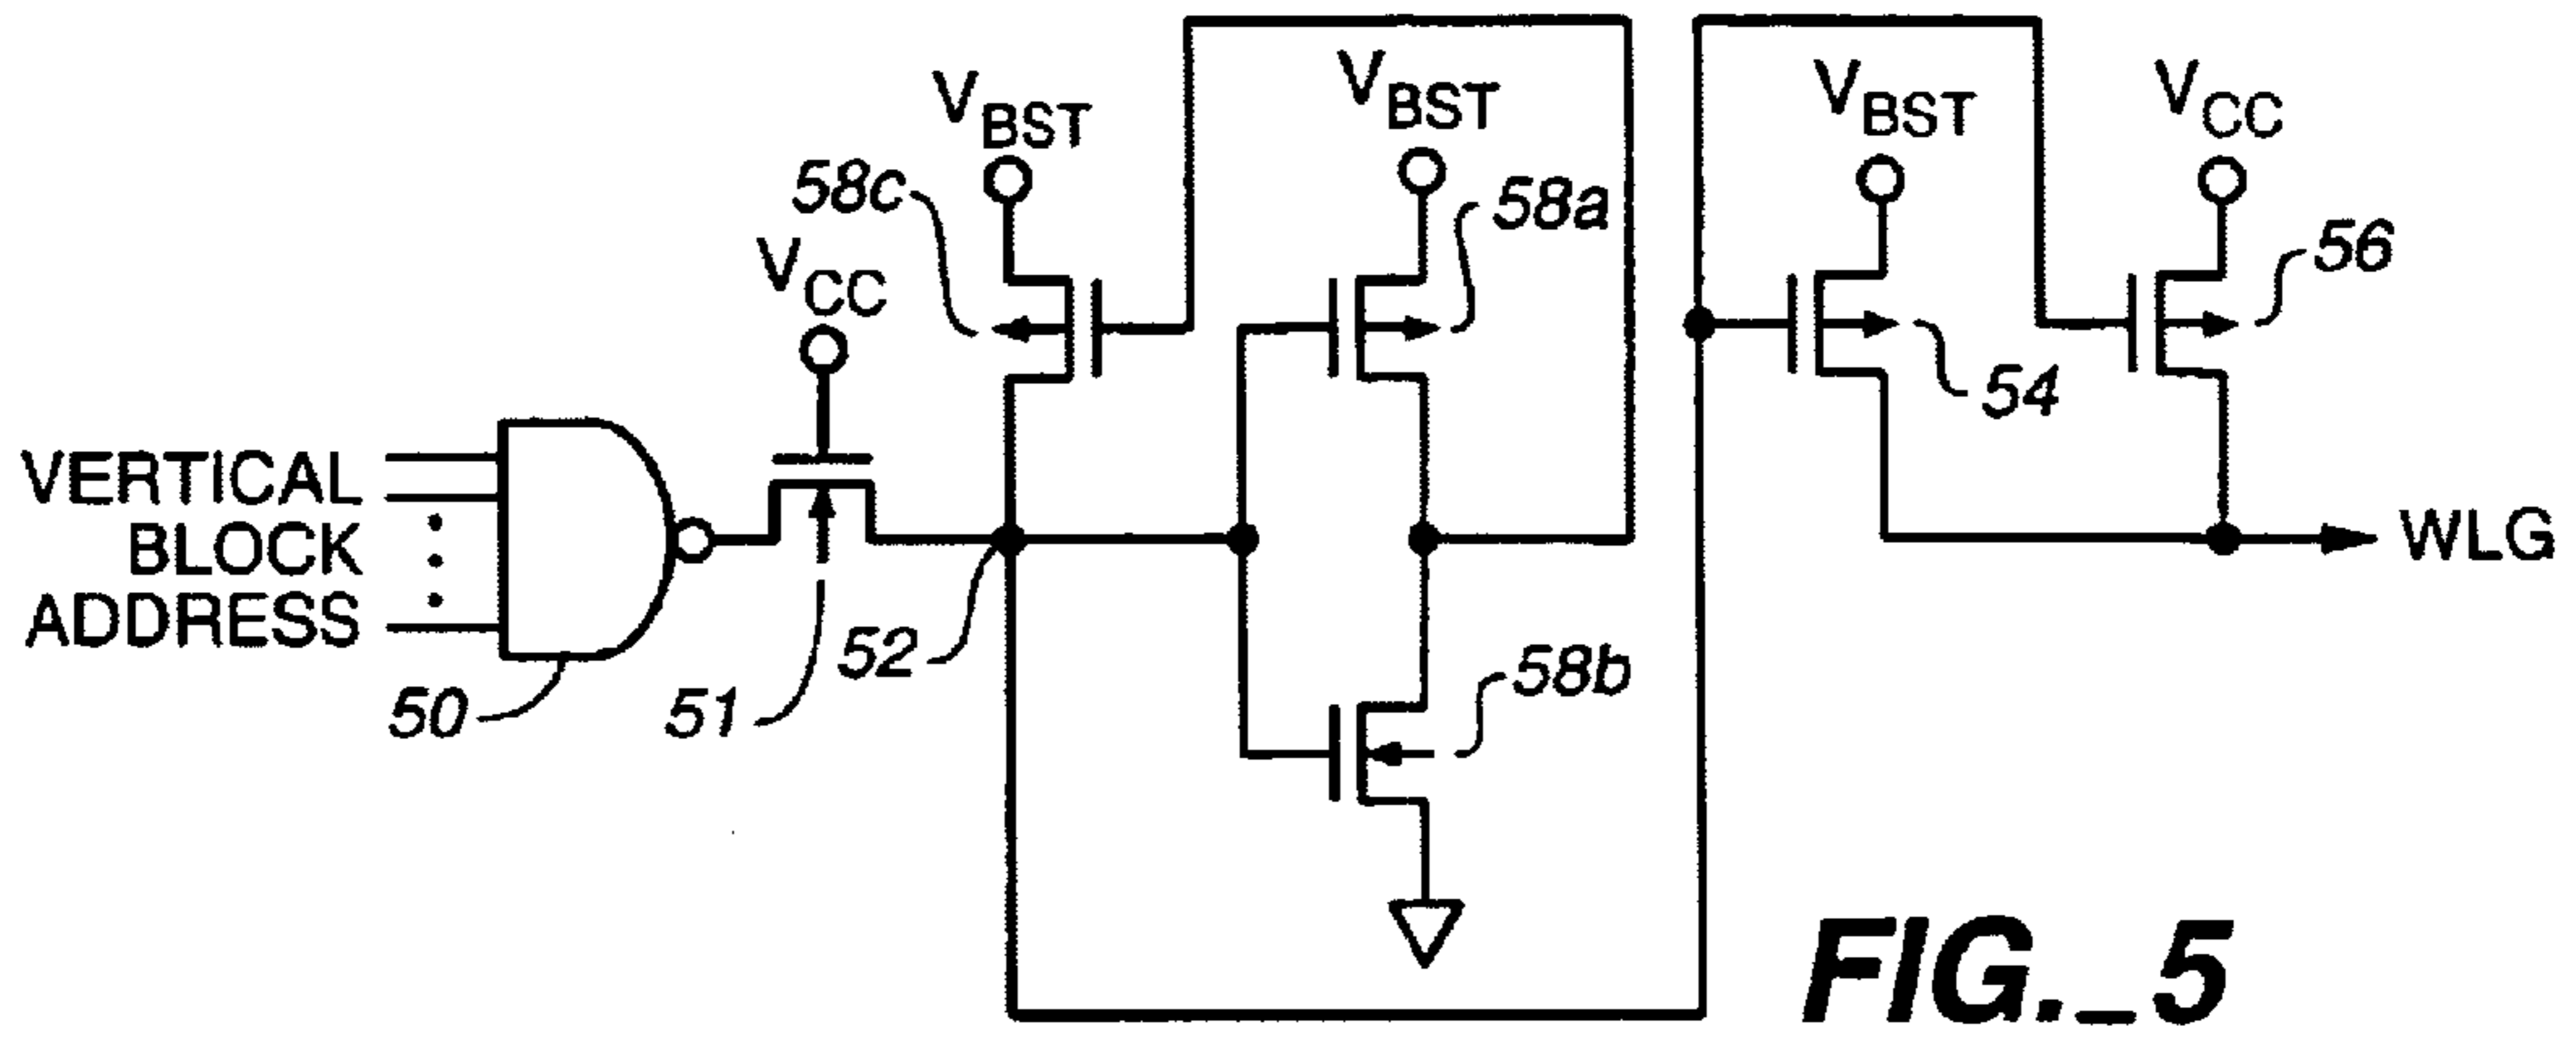 VBST
VBST
VBST
VCC
58c
58a
56
VCC
54
VERTICAL
BLOCK
ADDRESS
WLG
52
58b
50
51
FIG._5